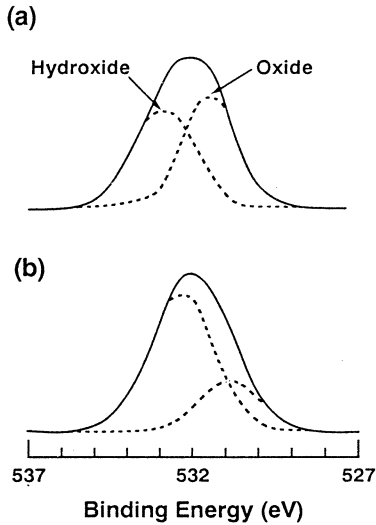 (a)
Hydroxide Oxide
(b)
537 532 527
Binding Energy (eV)